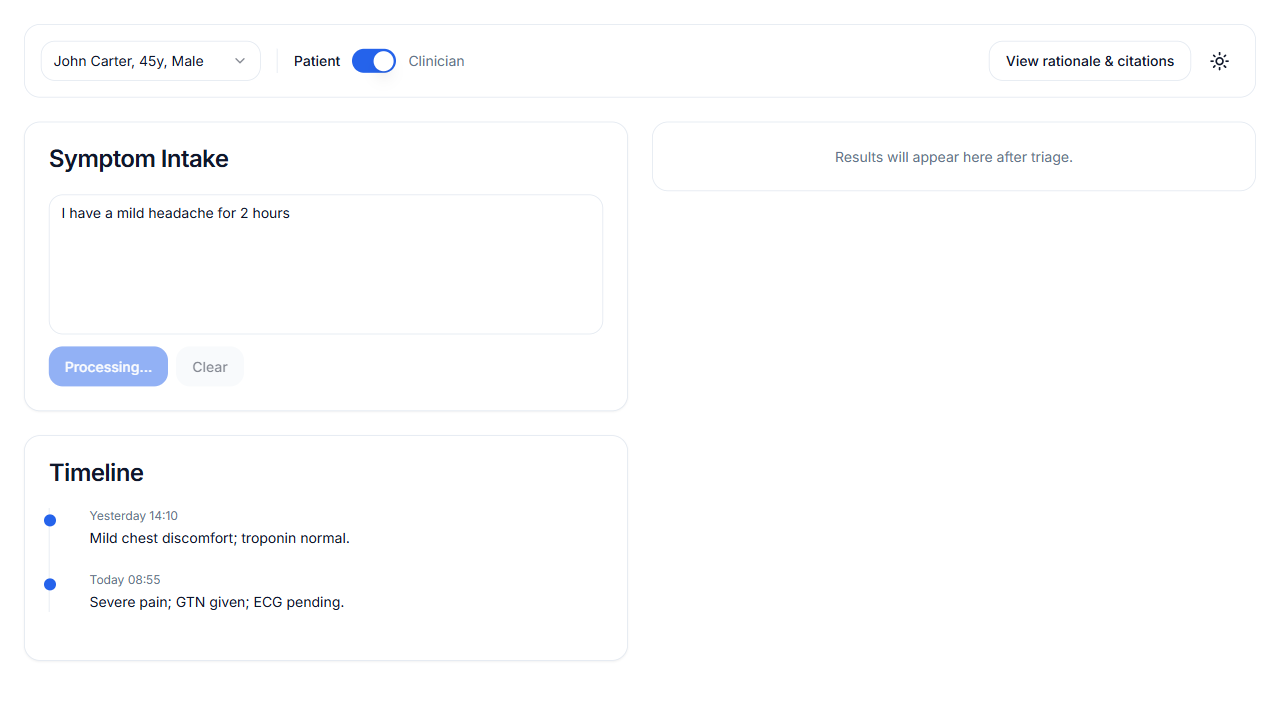 John Carter, 45y, Male
Patient
Clinician
View rationale & citations
Symptom Intake
I have a mild headache for 2 hours
Processing...
Clear
Results will appear here after triage.
Timeline
Yesterday 14:10
Mild chest discomfort; troponin normal.
Today 08:55
Severe pain; GTN given; ECG pending.